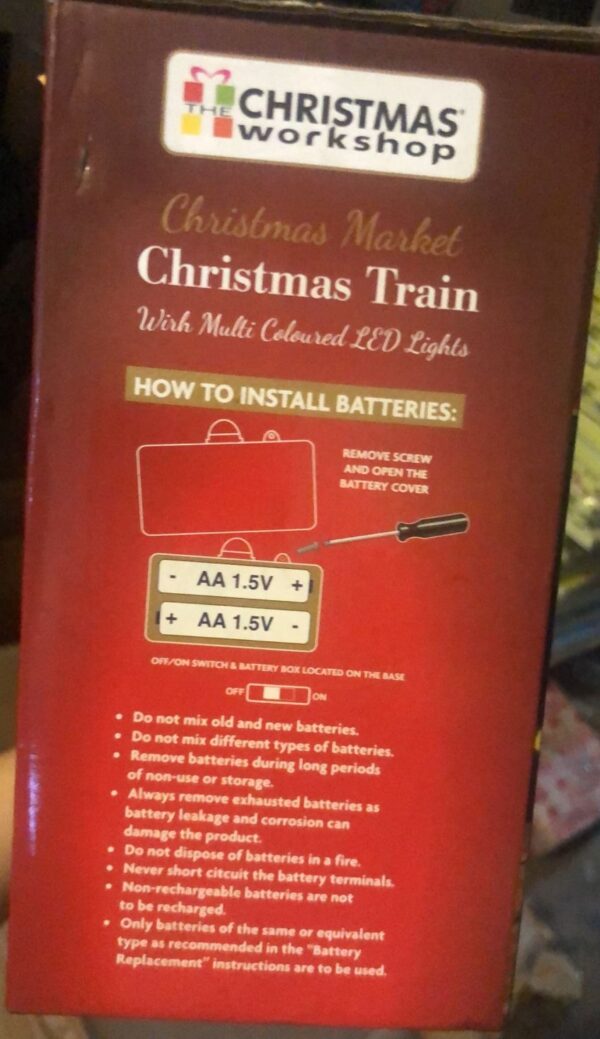 THE CHRISTMAS®
workshop
Christmas Market
Christmas Train
Wirh Multi Coloured LED Lights
HOW TO INSTALL BATTERIES:
REMOVE SCREW
AND OPEN THE
BATTERY COVER
- AA 1.5V +
+ AA 1.5V -
OFF/ON SWITCH & BATTERY BOX LOCATED ON THE BASE
OFF ON
• Do not mix old and new batteries.
• Do not mix different types of batteries.
• Remove batteries during long periods
of non-use or storage.
• Always remove exhausted batteries as
battery leakage and corrosion can
damage the product.
• Do not dispose of batteries in a fire.
• Never short citcuit the battery terminals.
• Non-rechargeable batteries are not
to be recharged.
• Only batteries of the same or equivalent
type as recommended in the "Battery
Replacement" instructions are to be used.